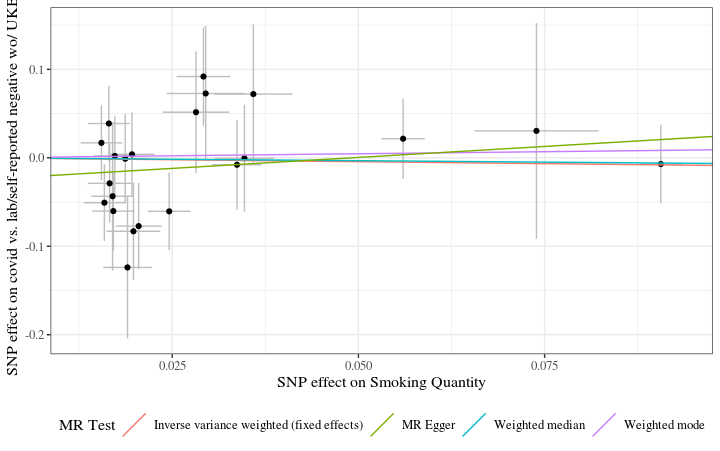 SNP effect on covid vs. lab/self-reported negative wo/
0.1
0.0
-0.1
-0.2
0.025
0.050
0.075
SNP effect on Smoking Quantity
MR Test
Inverse variance weighted (fixed effects)
MR Egger
Weighted median
Weighted mode